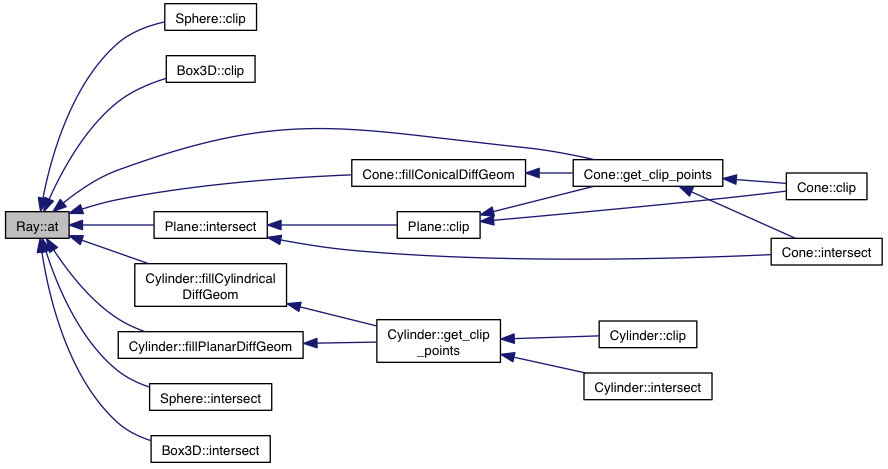 Sphere::clip
Box3D::clip
Cone::fillConicalDiffGeom
Cone::get_clip_points
Cone::clip
Ray::at
Plane::intersect
Plane::clip
Cone::intersect
Cylinder::fillCylindrical
DiffGeom
Cylinder::fillPlanarDiffGeom
Cylinder::get_clip
_points
Cylinder::clip
Cylinder::intersect
Sphere::intersect
Box3D::intersect